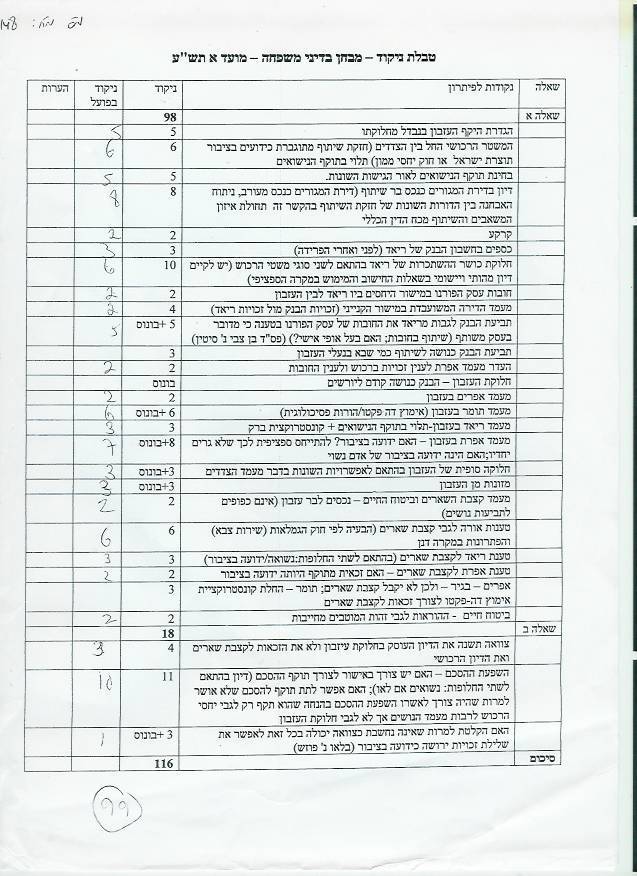 טבלת ניקוד – מבחן בדיני משפחה – מועד א תש"ע
שאלה נקודות לפיתרון ניקוד ניקוד בפועל הערות
שאלה א 98
הגדרת היקף העזבון בנבדל מחלוקתו 5 5
המשטר הרכושי החל בין הצדדים (חזקת שיתוף מתוגברת כידועים בציבור 6 6
תוצרת ישראל או חוק יחסי ממון) תלוי בתוקף הנישואים
בחינת תוקף הנישואים לאור הגישות השונות. 5 5
דיון בדירת המגורים כנכס בר שיתוף (דירת המגורים כנכס מעורב, ניתוח 8 8
האבחנה בין הדורות השונות של חזקת השיתוף בהקשר זה תחולת איזון
המשאבים והשיתוף מכח הדין הכללי
קרקע 2 2
כספים בחשבון הבנק של ריאד (לפני ואחרי הפרידה) 3 3
חלוקת כושר ההשתכרות של ריאד בהתאם לשני סוגי משטרי הרכוש (יש לקיים 10 6
דיון מהותי ויישומי בשאלות החישוב והמימוש במקרה הספציפי)
חובות עסק הפורנו במישור היחסים בין ריאד לבין העזבון 2 2
מעמד הדירה המשועבדת במישור הקנייני (זכויות הבנק מול זכויות ריאד) 4 2
תביעת הבנק לגבות מריאד את החובות של עסק הפורנו בטענה כי מדובר 5 +בונוס 5
בעסק משותף (שיתוף בחובות; האם בעל אופי אישי?) (פס"ד בן צבי נ' סיטין)
תביעת הבנק כנושה לשיתוף כמי שבא בנעלי העזבון 3
העדר מעמד אפרת לענין זכויות ברכוש ולענין החובות 2 2
חלוקת העזבון – הבנק כנושה קודם ליורשים בונוס
מעמד אפרים בעזבון 2 2
מעמד תומר בעזבון (אימוץ דה פקטו/הורות פסיכולוגית) 6 +בונוס 6
מעמד ריאד בעזבון-תלוי בתוקף הנישואים + קונסטרוקצית ברק 3 3
מעמד אפרת בעזבון – האם ידועה בציבור? להתייחס ספציפית לכך שלא גרים 8+בונוס 7
יחדיו;האם הינה ידועה בציבור של אדם נשוי
חלוקה סופית של העזבון בהתאם לאפשרויות השונות בדבר מעמד הצדדים 3+בונוס 3
מזונות מן העזבון 3+בונוס 3
מעמד קצבת השארים וביטוח החיים – נכסים לבר עזבון (אינם כפופים 2 2
לתביעות נושים)
טענות אורה לגבי קצבת שארים (הבעיה לפי חוק הגמלאות (שירות צבא) 6 6
והפתרונות במקרה דנן
טענת ריאד לקצבת שארים (בהתאם לשתי החלופות:נשואה/ידועה בציבור) 3 3
טענת אפרת לקצבת שארים – האם זכאית מתוקף היותה ידועה בציבור 2 2
אפרים – בגיר – ולכן לא יקבל קצבת שארים; תומר – החלת קונסטרוקציית 3
אימוץ דה-פקטו לצורך זכאות לקצבת שארים
ביטוח חיים - ההוראות לגבי זהות המוטבים מחייבות 2 2
שאלה ב 18
צוואה תשנה את הדיון העוסק בחלוקת עיזבון ולא את הזכאות לקצבת שארים 4 3
ואת הדיון הרכושי
השפעת ההסכם – האם יש צורך באישור לצורך תוקף ההסכם (דיון בהתאם 11 10
לשתי החלופות: נשואים אם לאו); האם אפשר לתת תוקף להסכם שלא אושר
למרות שהיה צורך לאשרו השפעת ההסכם בהנחה שהוא תקף רק לגבי יחסי
הרכוש לרבות מעמד הנושים אך לא לגבי חלוקת העזבון
האם הקלטת למרות שאינה נחשבת כצוואה יכולה בכל זאת לאפשר את 3 +בונוס 1
שלילת זכויות ירושה כידועה בציבור (בלאו נ' פוזש)
סיכום 116
99